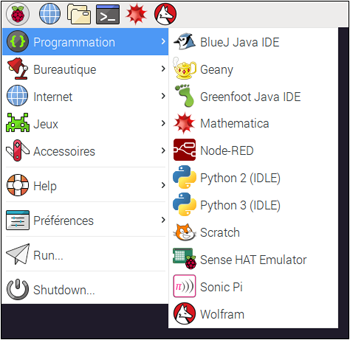 Programmation
Bureautique
Internet
Jeux
Accessoires
Help
Préférences
Run...
Shutdown...
BlueJ Java IDE
Geany
Greenfoot Java IDE
Mathematica
Node-RED
Python 2 (IDLE)
Python 3 (IDLE)
Scratch
Sense HAT Emulator
Sonic Pi
Wolfram